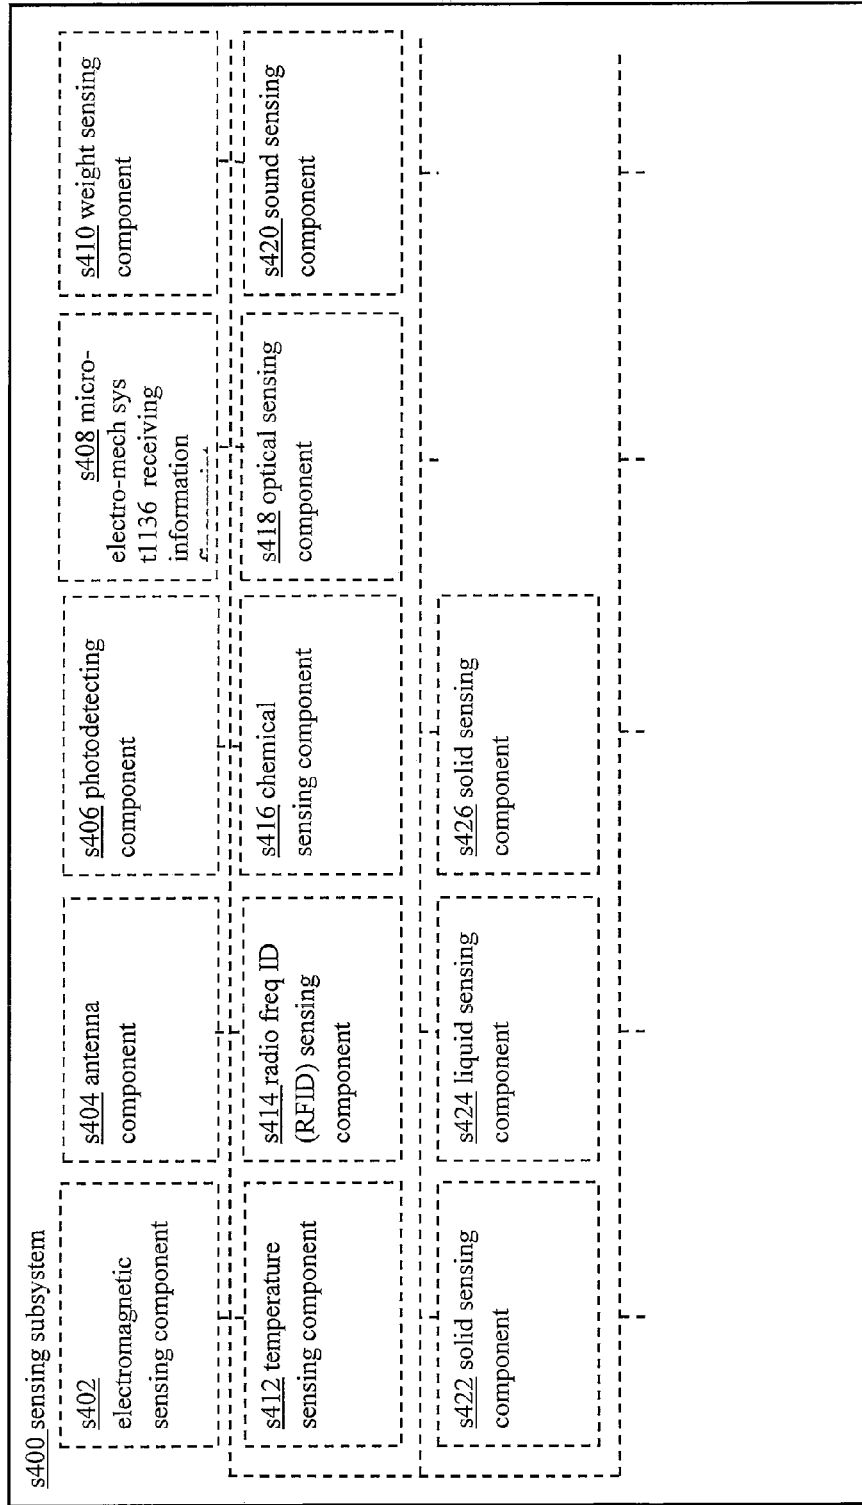 s400 sensing subsystem
s402
electromagnetic
sensing component
s404 antenna
component
s406 photodetecting
component
s408 micro-
electro-mech sys
t1136 receiving
information
s410 weight sensing
component
s412 temperature
sensing component
s414 radio freq ID
(RFID) sensing
component
s416 chemical
sensing component
s418 optical sensing
component
s420 sound sensing
component
s422 solid sensing
component
s424 liquid sensing
component
s426 solid sensing
component